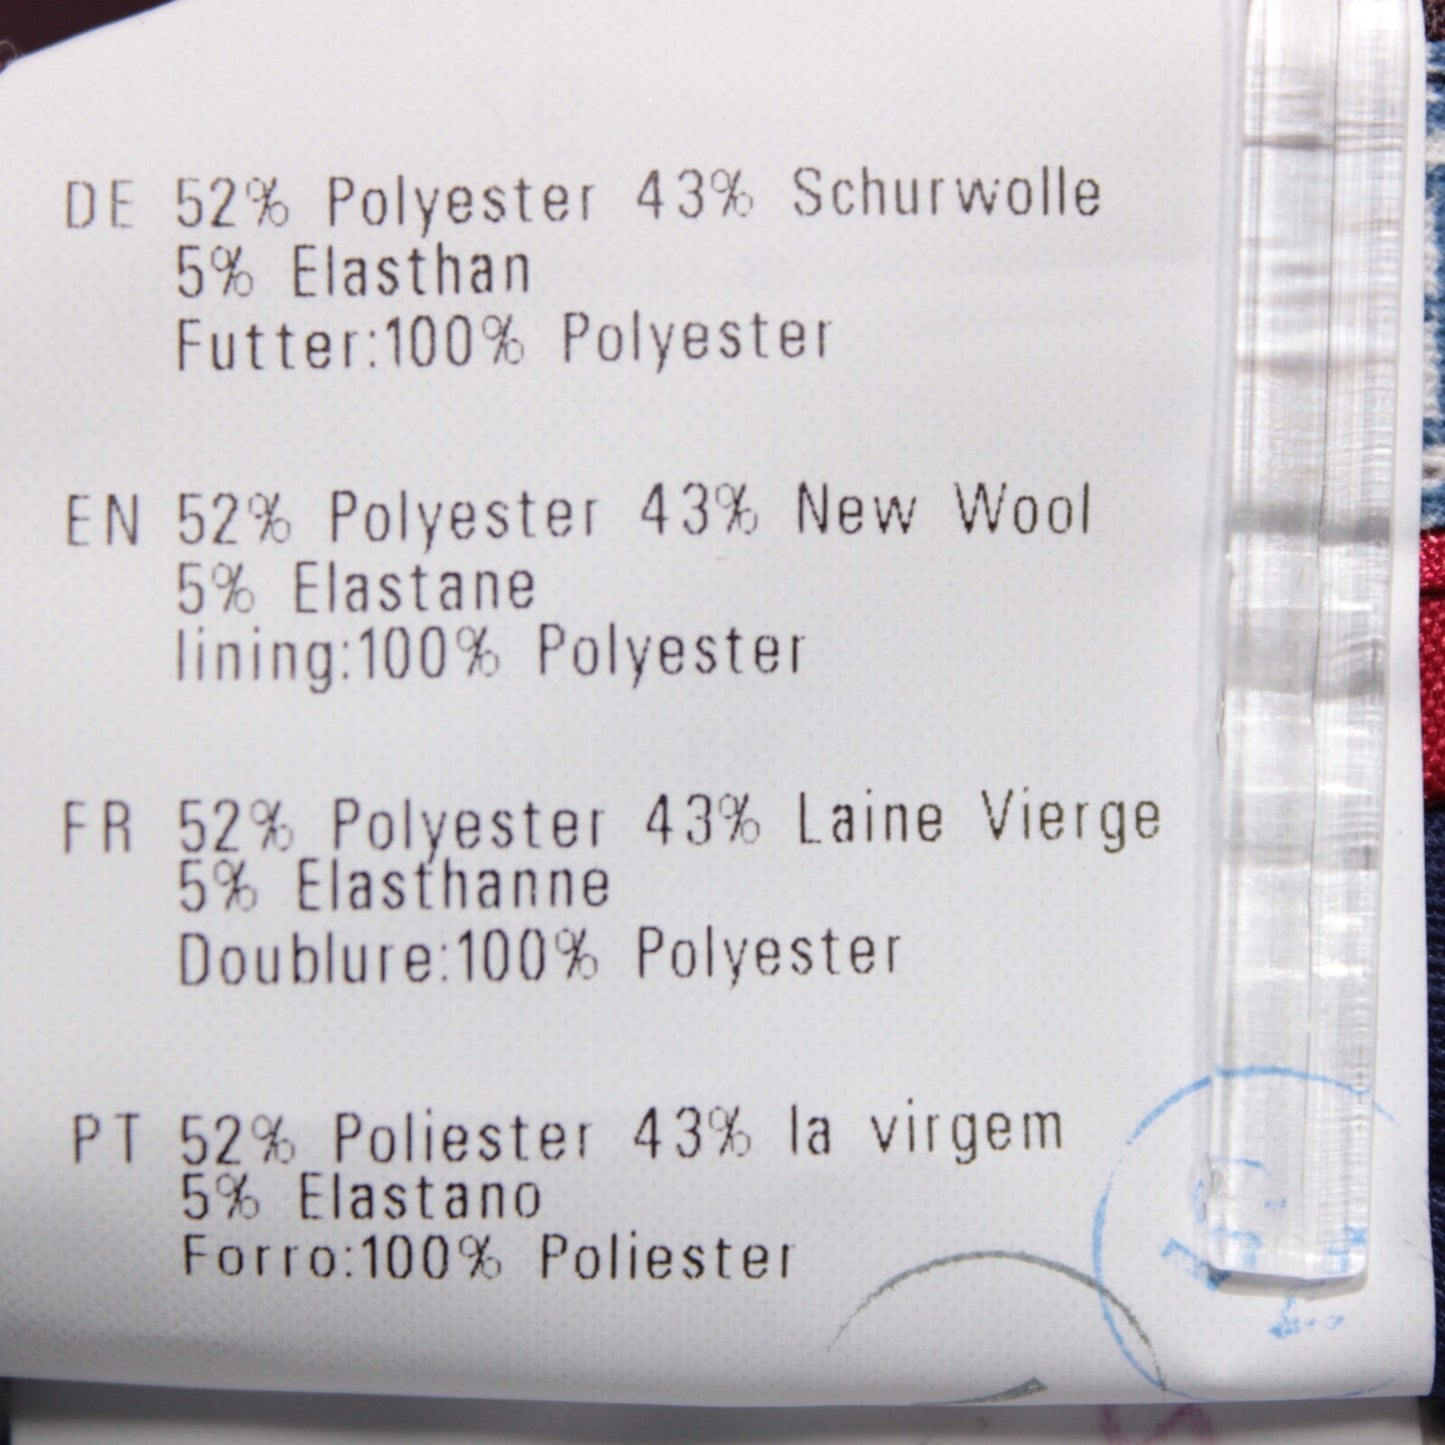 DE 52% Polyester 43% Schurwolle
5% Elasthan
Futter:100% Polyester
EN 52% Polyester 43% New Wool
5% Elastane
lining:100% Polyester
FR 52% Polyester 43% Laine Vierge
5% Elasthanne
Doublure:100% Polyester
PT 52% Poliester 43% la virgem
5% Elastano
Forro:100% Poliester